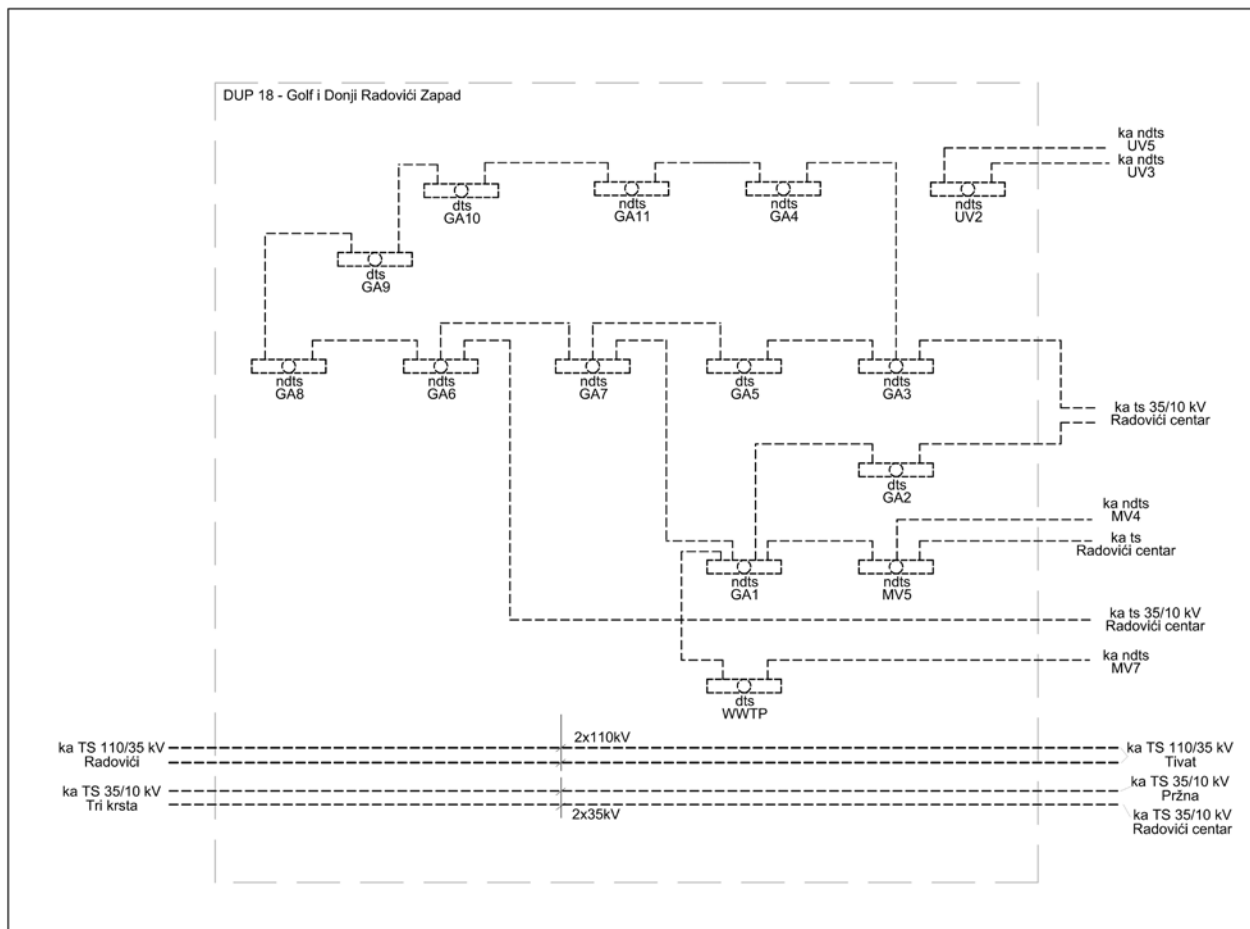 DUP 18 - Golf i Donji Radovići Zapad
ka ndts
UV5
ka ndts
UV3
dts
GA10
ndts
GA11
ndts
GA4
ndts
UV2
dts
GA9
ndts
GA8
ndts
GA6
ndts
GA7
dts
GA5
ndts
GA3
ka ts 35/10 kV
Radovići centar
dts
GA2
ka ndts
MV4
ka ts
Radovići centar
ndts
GA1
ndts
MV5
ka ts 35/10 kV
Radovići centar
ka ndts
MV7
dts
WWTP
2x110kV
ka TS 110/35 kV
Radovići
ka TS 110/35 kV
Tivat
ka TS 35/10 kV
Tri krsta
ka TS 35/10 kV
Pržna
2x35kV
ka TS 35/10 kV
Radovići centar